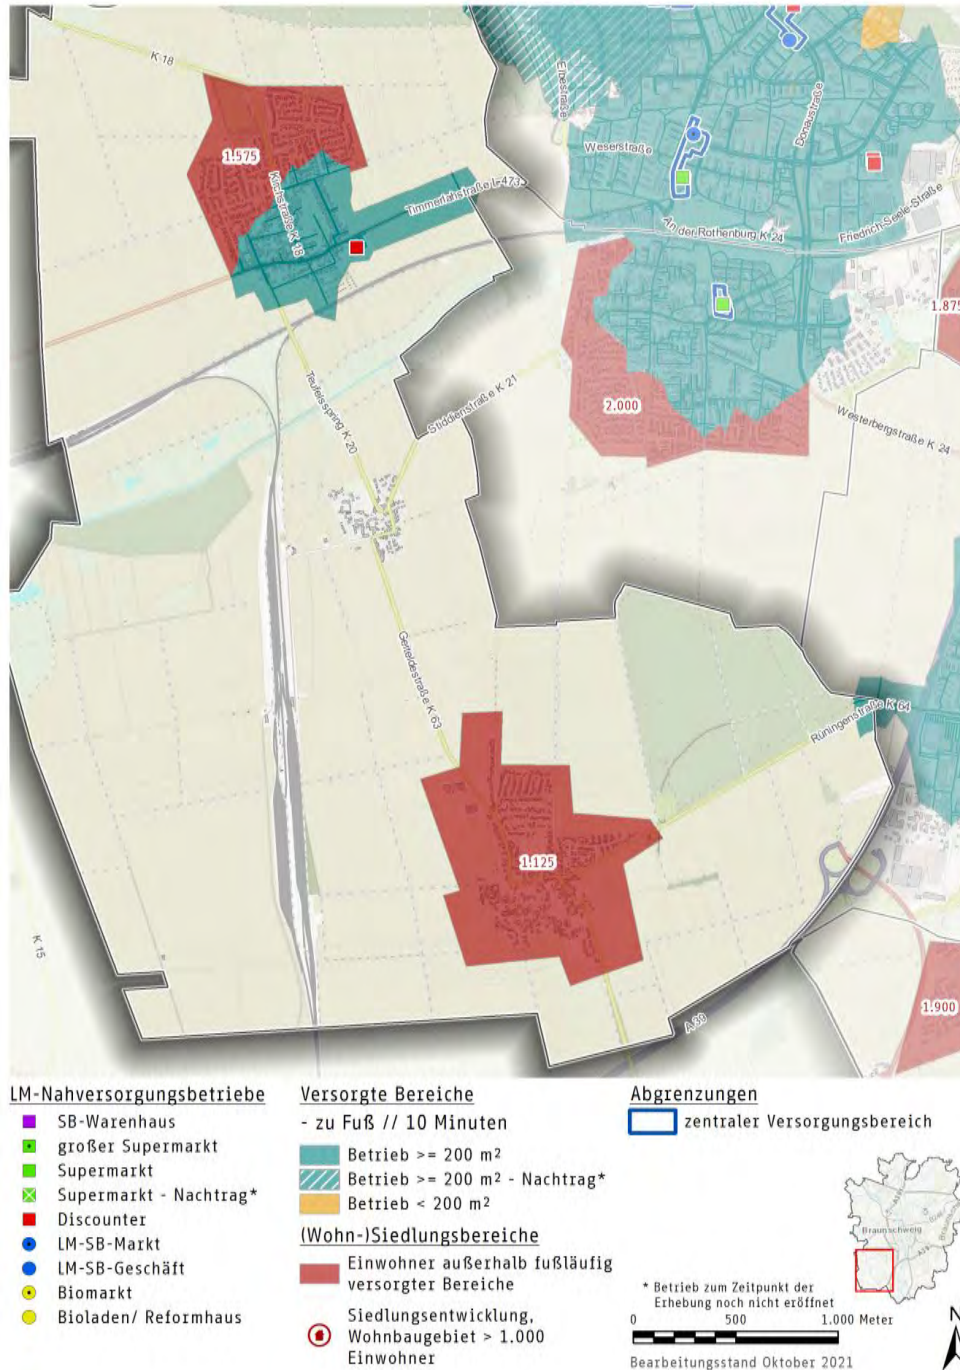 K 18
Elbestraße
Donaustraße
Weserstraße
1.575
Kirchstraße K 18
Timmerlahstraße L 473
An der Rothenburg K 24
Friedrich-Seele-Straße
1.875
Teufelsspring K 20
Stiddienstraße K 21
2.000
Westerbergstraße K 24
Geiteldestraße K 63
Rüningenstraße K 64
1.125
K 15
A 39
1.900
LM-Nahversorgungsbetriebe
SB-Warenhaus
großer Supermarkt
Supermarkt
Supermarkt - Nachtrag*
Discounter
LM-SB-Markt
LM-SB-Geschäft
Biomarkt
Bioladen/ Reformhaus
Versorgte Bereiche
- zu Fuß // 10 Minuten
Betrieb >= 200 m²
Betrieb >= 200 m² - Nachtrag*
Betrieb < 200 m²
(Wohn-)Siedlungsbereiche
Einwohner außerhalb fußläufig
versorgter Bereiche
Siedlungsentwicklung,
Wohnbaugebiet > 1.000
Einwohner
Abgrenzungen
zentraler Versorgungsbereich
Braunschweig
* Betrieb zum Zeitpunkt der
Erhebung noch nicht eröffnet
0 500 1.000 Meter
N
Bearbeitungsstand Oktober 2021